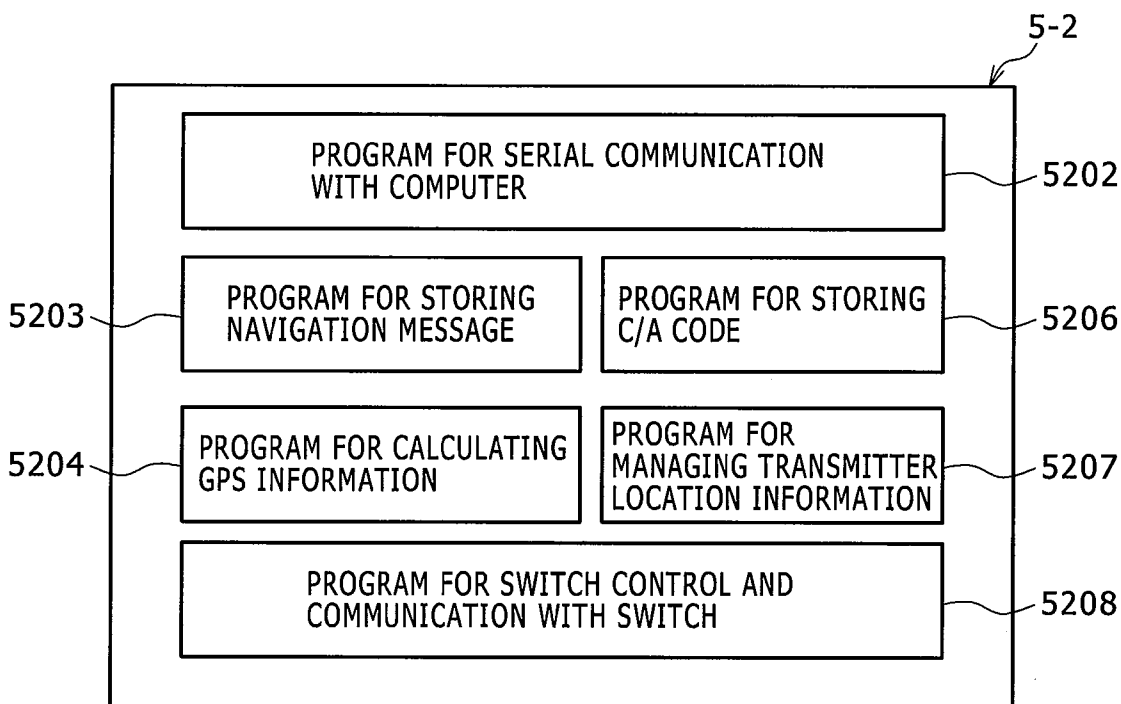 5-2
PROGRAM FOR SERIAL COMMUNICATION
WITH COMPUTER
5202
5203
PROGRAM FOR STORING
NAVIGATION MESSAGE
PROGRAM FOR STORING
C/A CODE
5206
5204
PROGRAM FOR CALCULATING
GPS INFORMATION
PROGRAM FOR
MANAGING TRANSMITTER
LOCATION INFORMATION
5207
PROGRAM FOR SWITCH CONTROL AND
COMMUNICATION WITH SWITCH
5208